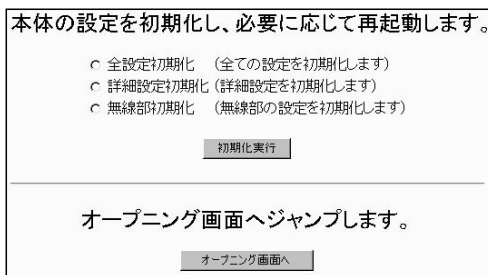 本体の設定を初期化し、必要に応じて再起動します。
全設定初期化 （全ての設定を初期化します）
詳細設定初期化 （詳細設定を初期化します）
無線部初期化 （無線部の設定を初期化します）
初期化実行
オープニング画面へジャンプします。
オープニング画面へ